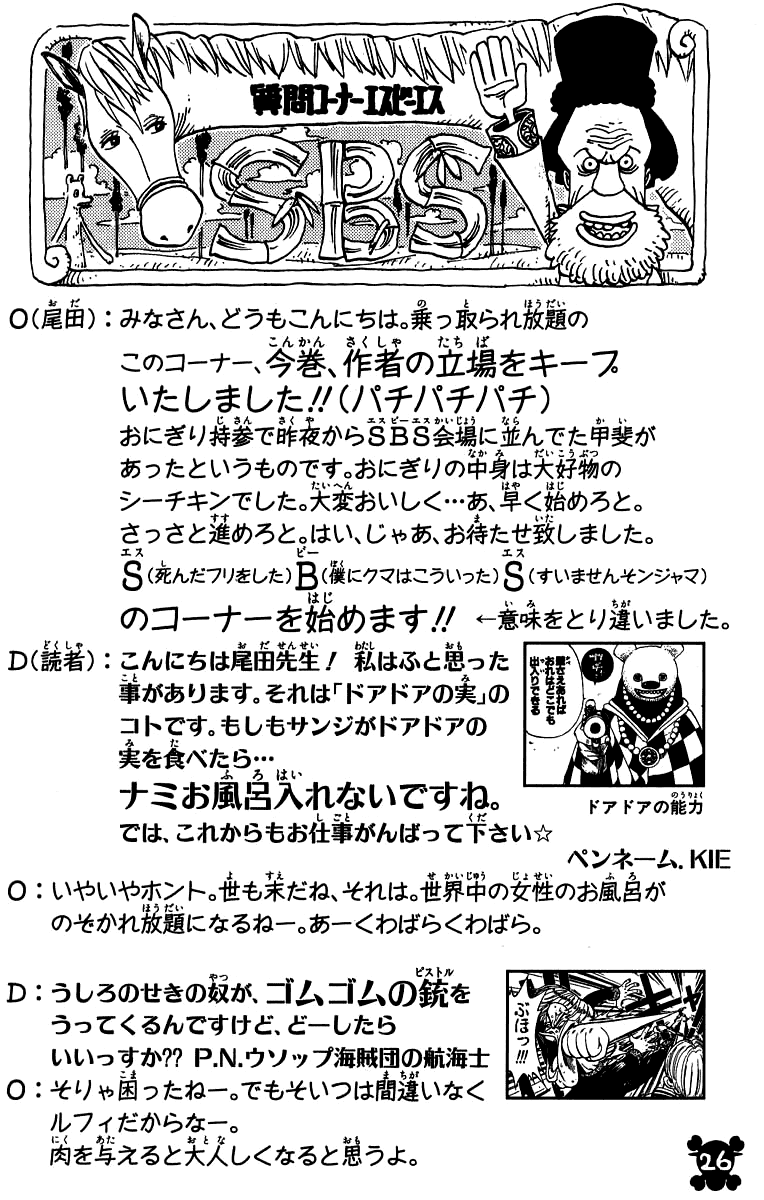 質問コーナーエスビーエス
SBS
O(尾田)：みなさん、どうもこんにちは。乗っ取られ放題の
このコーナー、今巻、作者の立場をキープ
いたしました!!(パチパチパチ)
おにぎり持参で昨夜からSBS会場に並んでた甲斐が
あったというものです。おにぎりの中身は大好物の
シーチキンでした。大変おいしく…あ、早く始めろと。
さっさと進めろと。はい、じゃあ、お待たせ致しました。
S(死んだフリをした)B(僕にクマはこういった)S(すいませんそンジャマ)
のコーナーを始めます!! ←意味をとり違いました。
D(読者)：こんにちは尾田先生! 私はふと思った
事があります。それは「ドアドアの実」の
コトです。もしもサンジがドアドアの
実を食べたら…
ナミお風呂入れないですね。
では、これからもお仕事がんばって下さい☆
ペンネーム.KIE
壁さえあれば
おれはどこでも
出入りできる
ドアドアの能力
O：いやいやホント。世も末だね、それは。世界中の女性のお風呂が
のぞかれ放題になるねー。あーくわばらくわばら。
D：うしろのせきの奴が、ゴムゴムの銃を
うってくるんですけど、どーしたら
いいっすか?? P.N.ウソップ海賊団の航海士
ぶほっ!!!
O：そりゃ困ったねー。でもそいつは間違いなく
ルフィだからなー。
肉を与えると大人しくなると思うよ。
26